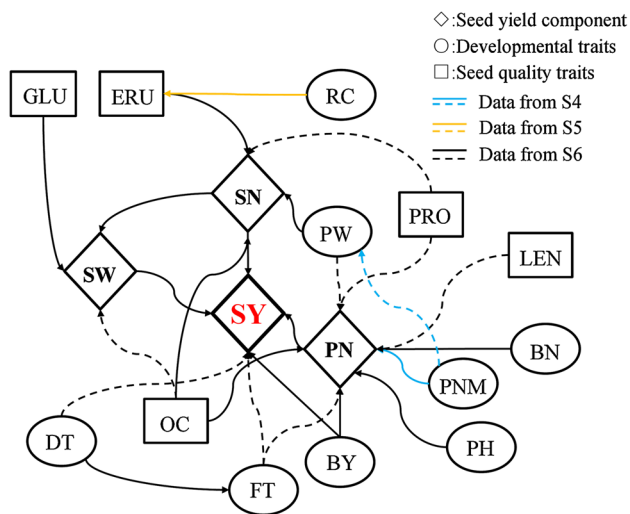 ◇:Seed yield component
○:Developmental traits
□:Seed quality traits
Data from S4
Data from S5
Data from S6
GLU
ERU
RC
SN
PW
PRO
LEN
SW
SY
PN
BN
PNM
OC
DT
PH
BY
FT